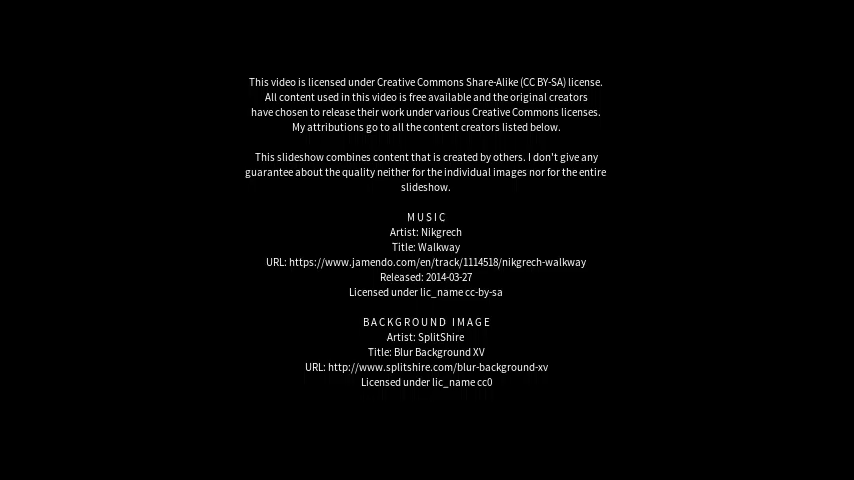 This video is licensed under Creative Commons Share-Alike (CC BY-SA) license.
All content used in this video is free available and the original creators
have chosen to release their work under various Creative Commons licenses.
My attributions go to all the content creators listed below.
This slideshow combines content that is created by others. I don't give any
guarantee about the quality neither for the individual images nor for the entire
slideshow.
MUSIC
Artist: Nikgrech
Title: Walkway
URL: https://www.jamendo.com/en/track/1114518/nikgrech-walkway
Released: 2014-03-27
Licensed under lic_name cc-by-sa
BACKGROUND IMAGE
Artist: SplitShire
Title: Blur Background XV
URL: http://www.splitshire.com/blur-background-xv
Licensed under lic_name cc0